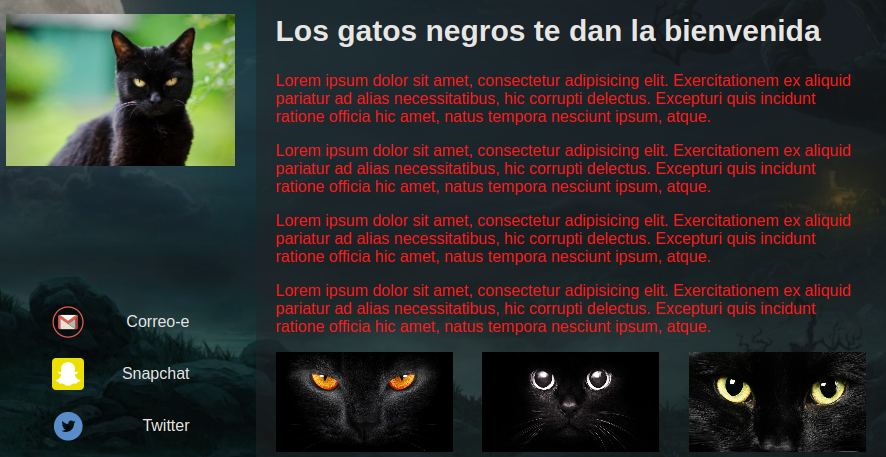 Los gatos negros te dan la bienvenida
Lorem ipsum dolor sit amet, consectetur adipisicing elit. Exercitationem ex aliquid
pariatur ad alias necessitatibus, hic corrupti delectus. Excepturi quis incidunt
ratione officia hic amet, natus tempora nesciunt ipsum, atque.
Lorem ipsum dolor sit amet, consectetur adipisicing elit. Exercitationem ex aliquid
pariatur ad alias necessitatibus, hic corrupti delectus. Excepturi quis incidunt
ratione officia hic amet, natus tempora nesciunt ipsum, atque.
Lorem ipsum dolor sit amet, consectetur adipisicing elit. Exercitationem ex aliquid
pariatur ad alias necessitatibus, hic corrupti delectus. Excepturi quis incidunt
ratione officia hic amet, natus tempora nesciunt ipsum, atque.
Lorem ipsum dolor sit amet, consectetur adipisicing elit. Exercitationem ex aliquid
pariatur ad alias necessitatibus, hic corrupti delectus. Excepturi quis incidunt
ratione officia hic amet, natus tempora nesciunt ipsum, atque.
Correo-e
Snapchat
Twitter